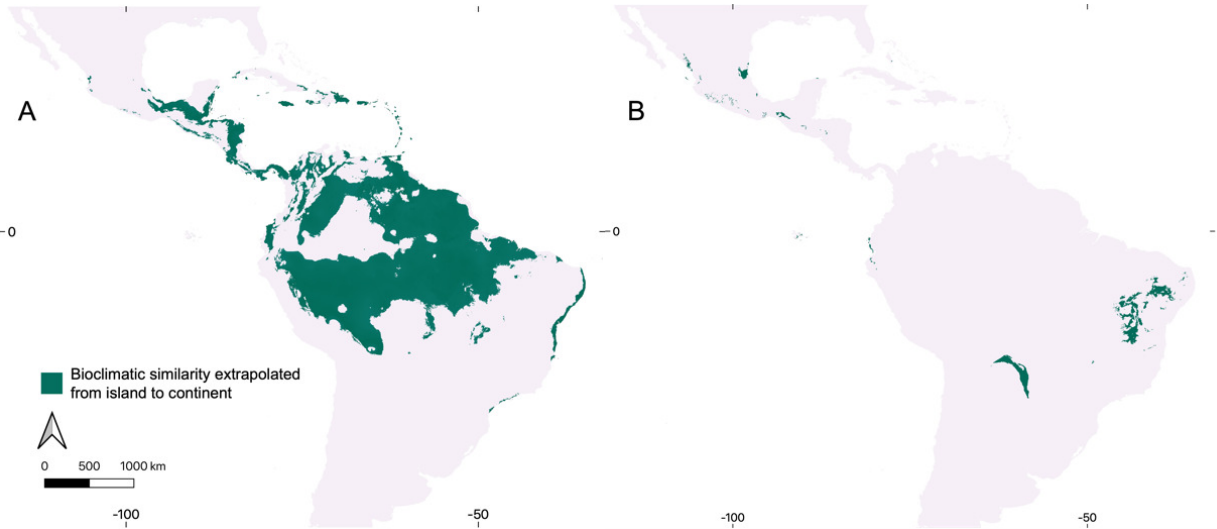 A
B
0
0
Bioclimatic similarity extrapolated
from island to continent
0 500 1000 km
-100 -50 -100 -50